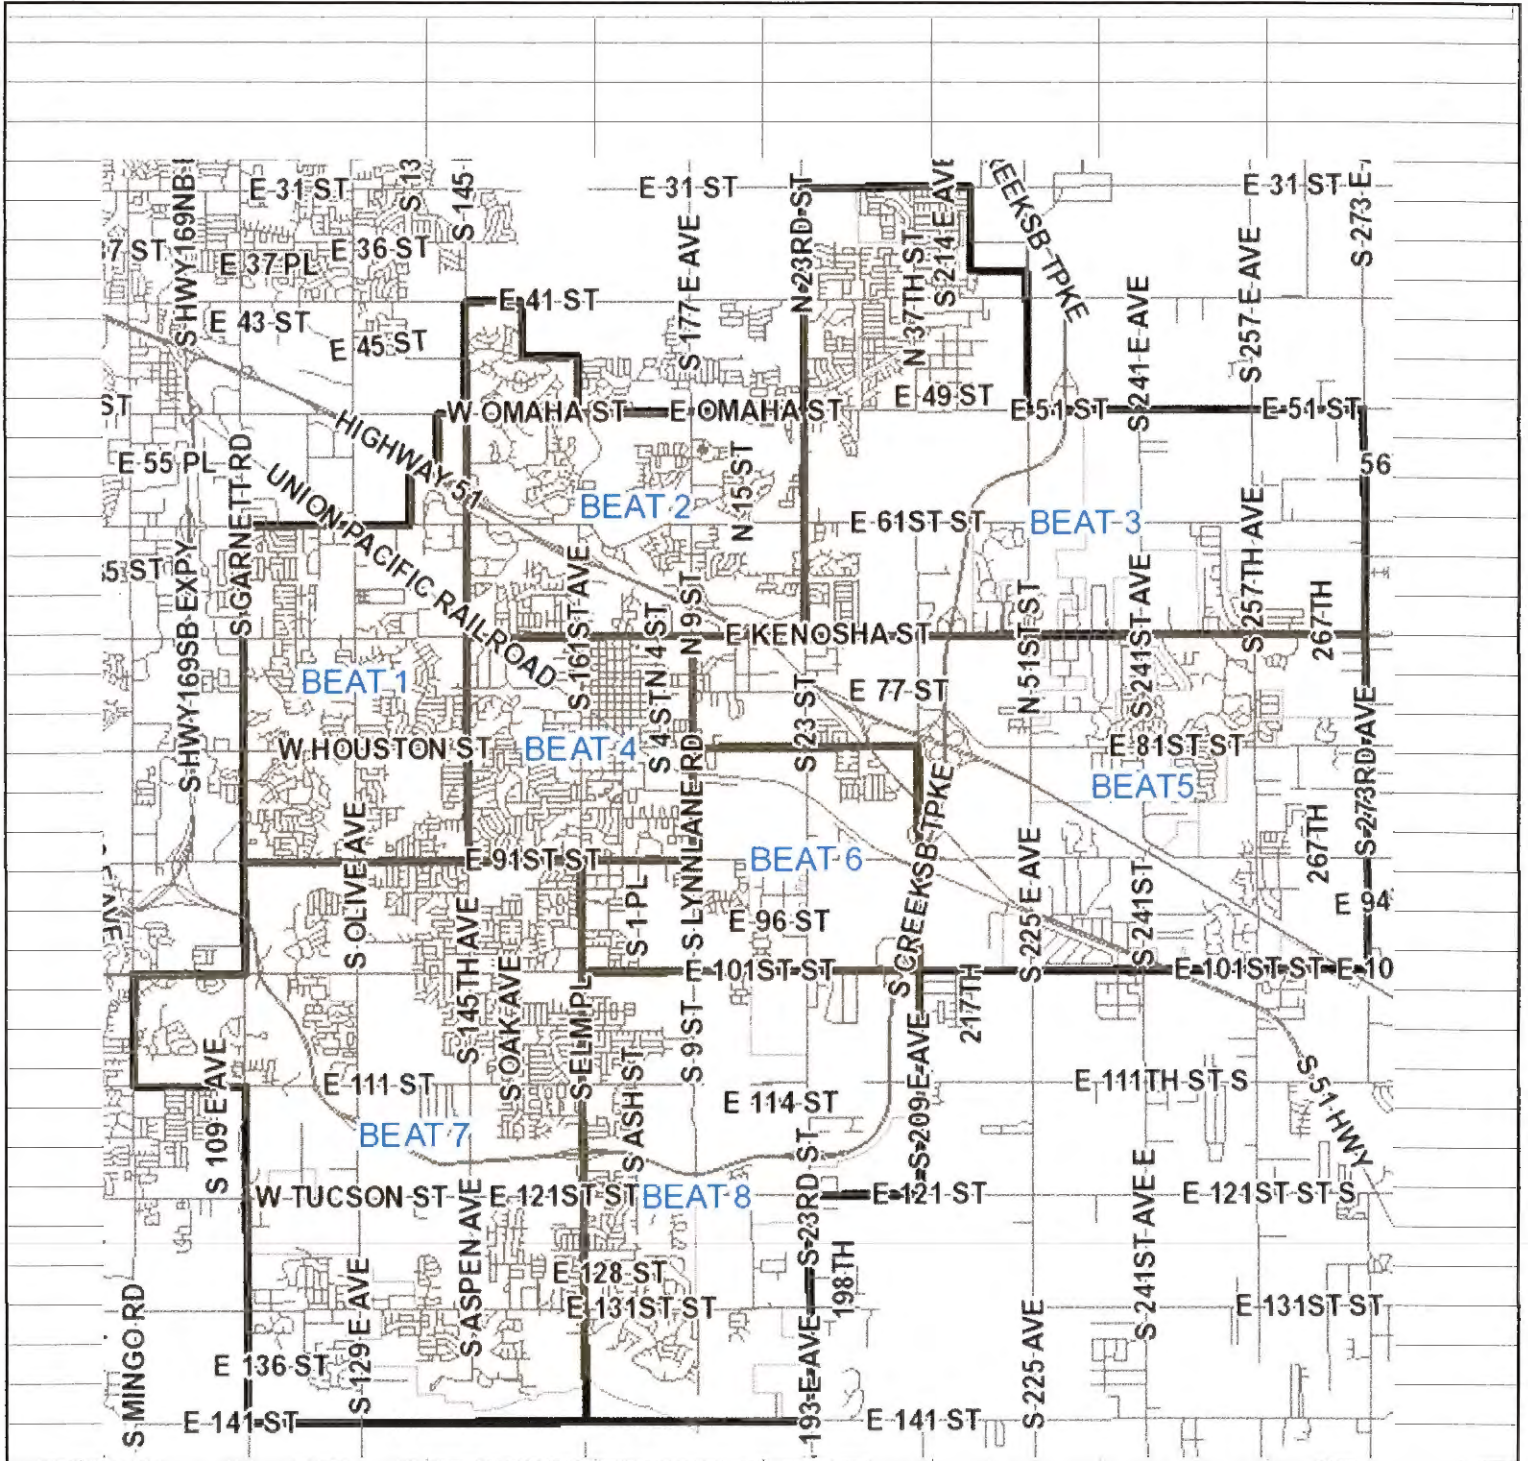 S HWY 169NB
E 31 ST
S 13
S 145
E 31 ST
S 177 E AVE
N 23RD ST
N 37TH ST
S 214 E AVE
EEKSB TPKE
E 31 ST
S 257 E AVE
S 273 E
7 ST
E 37 PL
E 36 ST
E 43 ST
E 45 ST
E 41 ST
S 241 E AVE
ST
W OMAHA ST
E OMAHA ST
E 49 ST
E 51 ST
E 51 ST
HIGHWAY 51
E 55 PL
S GARNETT RD
UNION PACIFIC RAILROAD
BEAT 2
N 15 ST
E 61ST ST
BEAT 3
56
S 257TH AVE
5 ST
S HWY 169SB EXPY
S 161ST AVE
N 4 ST
N 9 ST
E KENOSHA ST
N 51ST ST
S 241ST AVE
267TH
BEAT 1
S 4 ST
E 77 ST
S 23 ST
W HOUSTON ST
BEAT 4
S LYNNLANE RD
E 81ST ST
BEAT5
S 273RD AVE
S OLIVE AVE
E 91ST ST
BEAT 6
S CREEKSB TPKE
S 225 E AVE
S 241ST
267TH
E 94
S 145TH AVE
S 1 PL
E 96 ST
S OAK AVE
S ELM PL
E 101ST ST
217TH
E 101ST ST
E 10
S 109 E AVE
E 111 ST
S 9 ST
E 114 ST
S 209 E AVE
E 111TH ST S
S 51 HWY
BEAT 7
S ASH ST
W TUCSON ST
E 121ST ST
BEAT 8
S 23RD ST
E 121 ST
S 241ST AVE E
E 121ST ST S
S MINGO RD
S 129 E AVE
S ASPEN AVE
E 128 ST
198TH
E 131ST ST
E 131ST ST
E 136 ST
193 E AVE
S 225 AVE
E 141 ST
E 141 ST